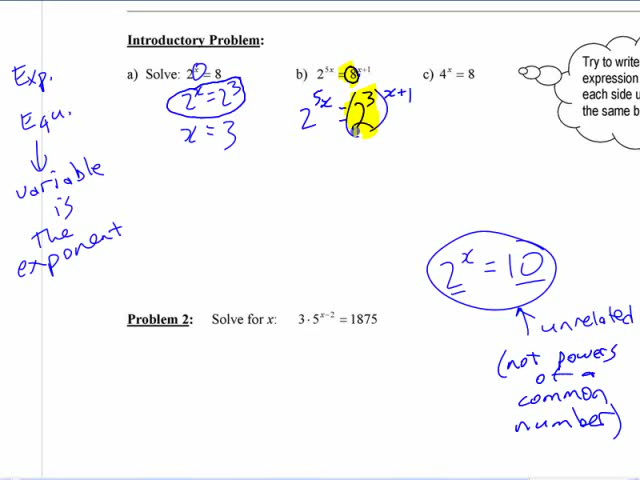 Introductory Problem:
a) Solve: 2^x = 8
b) 2^{5x} = 8^{x+1}
c) 4^x = 8
Try to write
expression
each side u
the same b
Exp.
Equ.
↓
variable
is
the
exponent
2^x = 2^3
x = 3
2^{5x} = (2^3)^{x+1}
2^x = 10
↑ unrelated
(not powers
of a
common
number)
Problem 2: Solve for x: 3 · 5^{x−2} = 1875